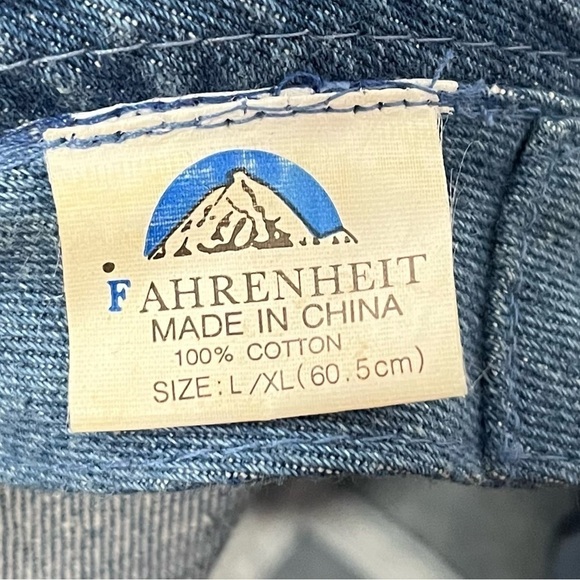 FAHRENHEIT
MADE IN CHINA
100% COTTON
SIZE: L/XL(60.5cm)